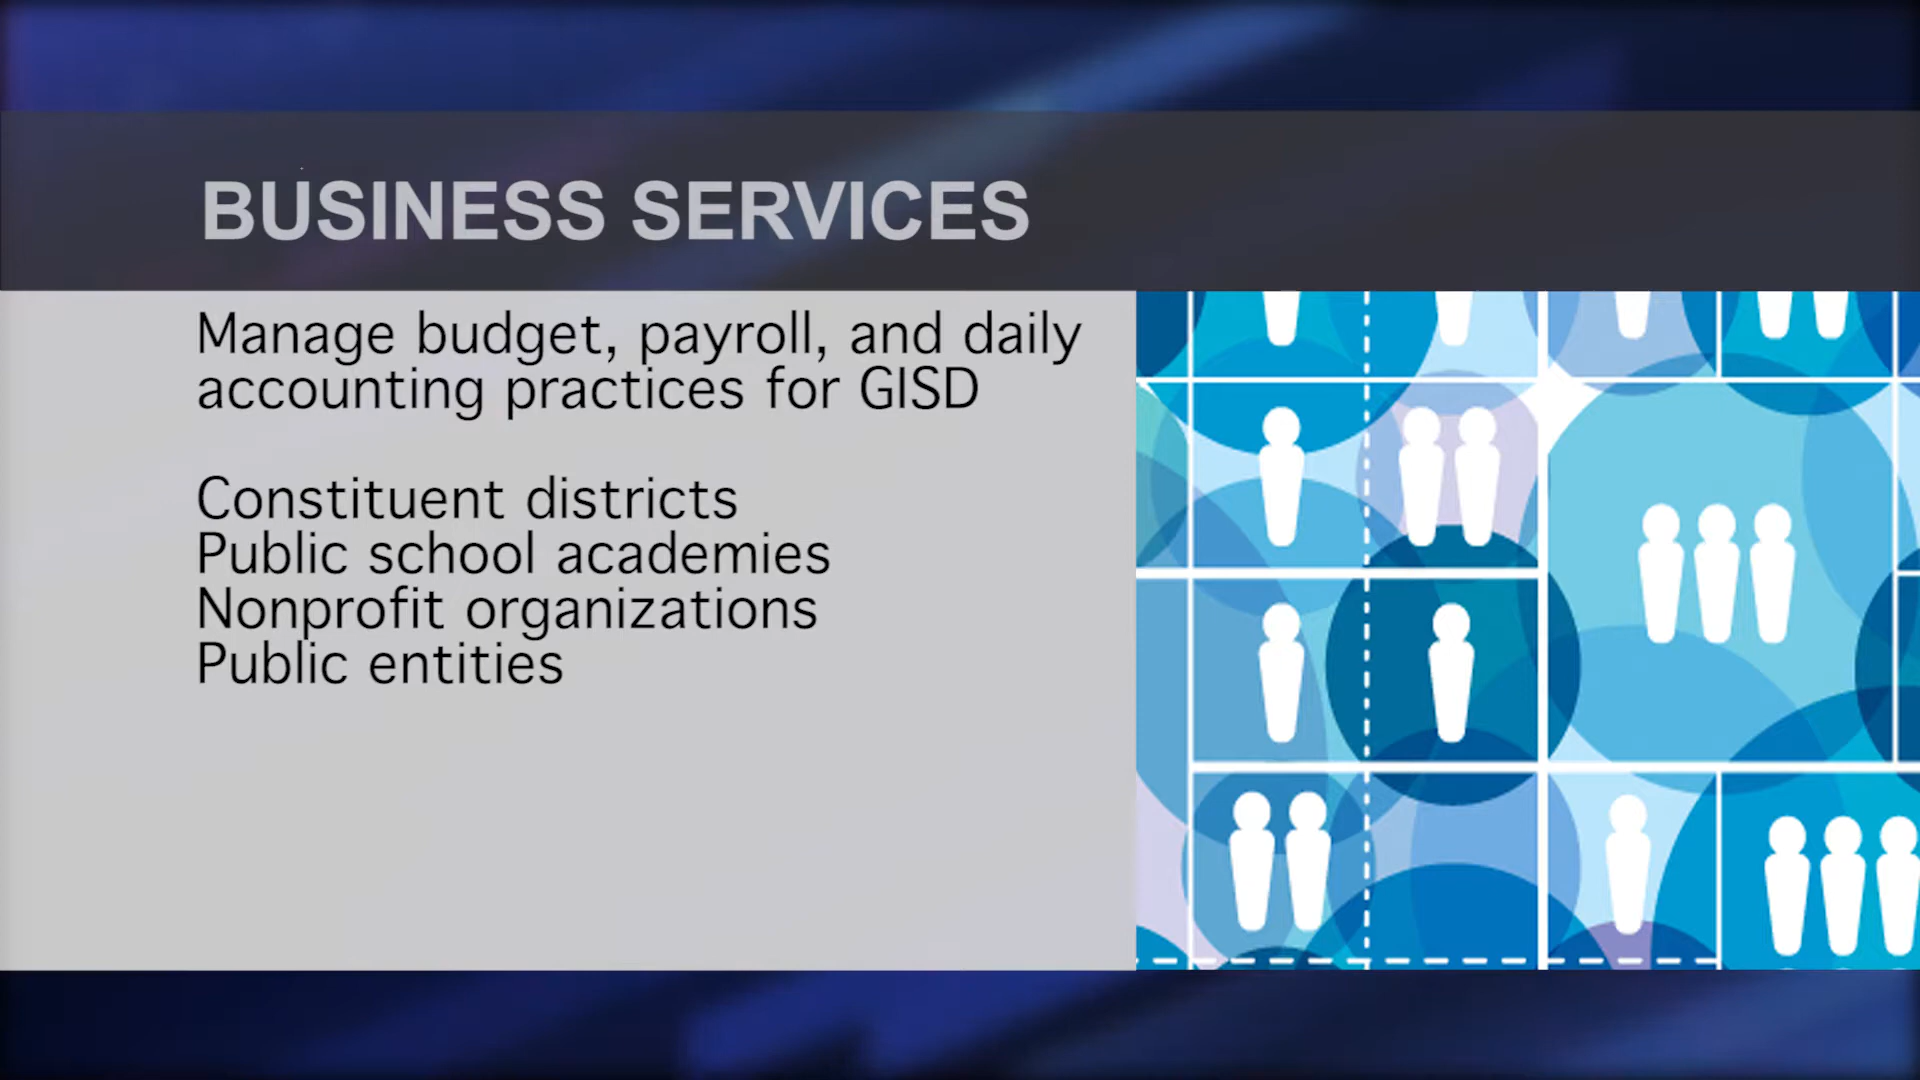 BUSINESS SERVICES
Manage budget, payroll, and daily
accounting practices for GISD
Constituent districts
Public school academies
Nonprofit organizations
Public entities